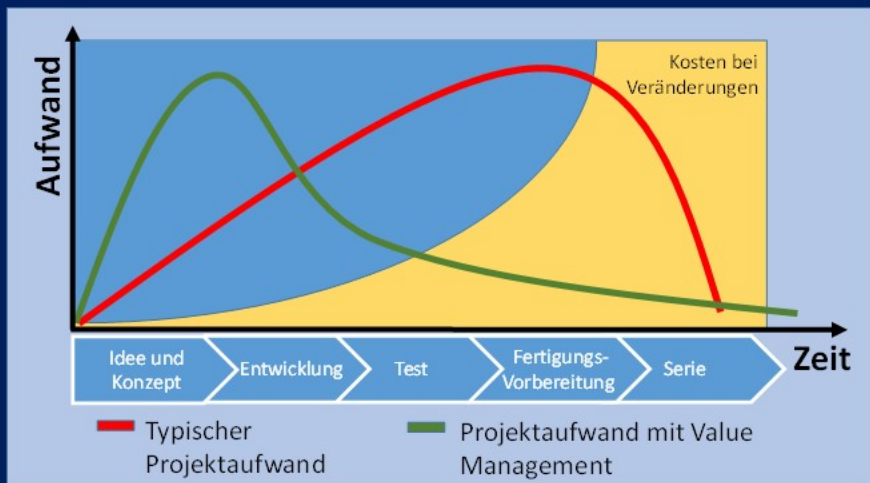 Aufwand
Kosten bei
Veränderungen
Idee und
Konzept
Entwicklung
Test
Fertigungs-
Vorbereitung
Serie
Zeit
Typischer
Projektaufwand
Projektaufwand mit Value
Management